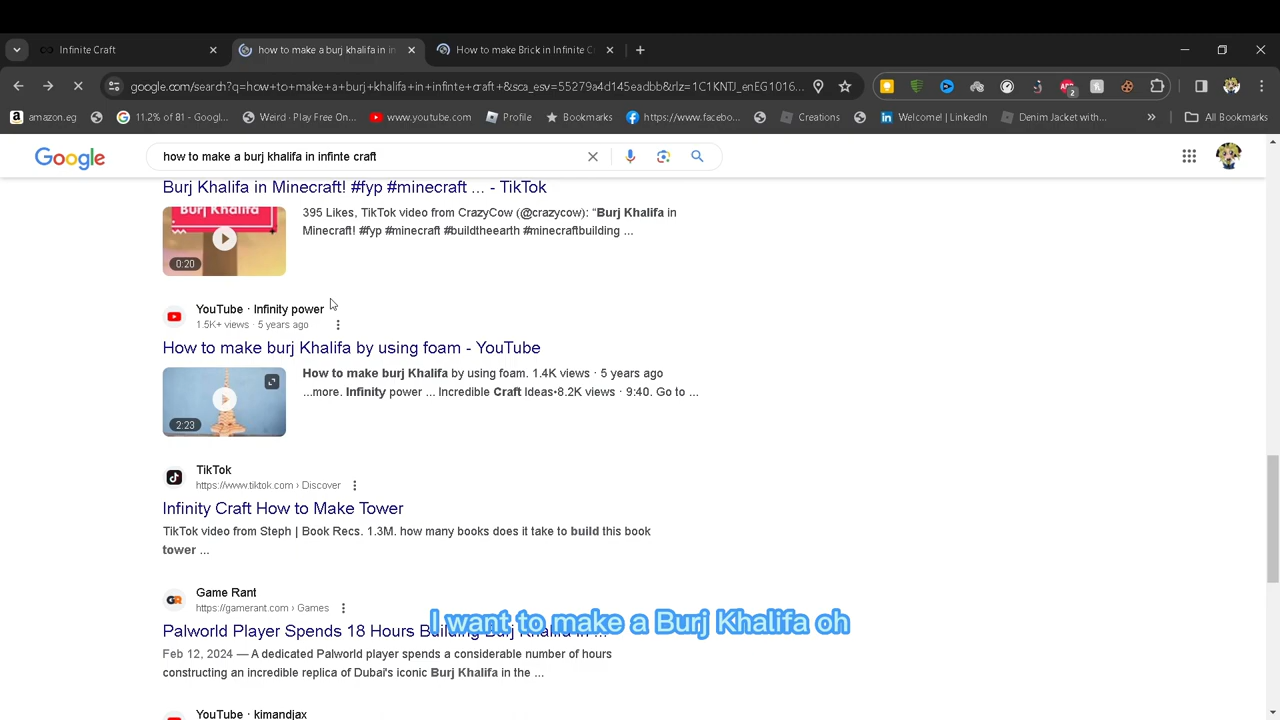 Infinite Craft
how to make a burj khalifa in in
How to make Brick in Infinite C
google.com/search?q=how+to+make+a+burj+khalifa+in+infinte+craft+&sca_esv=55279a4d145eadbb&rlz=1C1KNTJ_enEG1016...
2
amazon.eg
11.2% of 81 - Googl...
Weird · Play Free On...
www.youtube.com
Profile
Bookmarks
https://www.facebo...
Creations
Welcome! | LinkedIn
Denim Jacket with...
»
All Bookmarks
Google
how to make a burj khalifa in infinte craft
Burj Khalifa in Minecraft! #fyp #minecraft ... - TikTok
Burj Khalifa
0:20
395 Likes, TikTok video from CrazyCow (@crazycow): “Burj Khalifa in
Minecraft! #fyp #minecraft #buildtheearth #minecraftbuilding ...
YouTube · Infinity power
1.5K+ views · 5 years ago
How to make burj Khalifa by using foam - YouTube
2:23
How to make burj Khalifa by using foam. 1.4K views · 5 years ago
...more. Infinity power ... Incredible Craft Ideas•8.2K views · 9:40. Go to ...
TikTok
https://www.tiktok.com › Discover
Infinity Craft How to Make Tower
TikTok video from Steph | Book Recs. 1.3M. how many books does it take to build this book
tower ...
Game Rant
https://gamerant.com › Games
Palworld Player Spends 18 Hours Building Burj Khalifa in ...
I want to make a Burj Khalifa oh
Feb 12, 2024 — A dedicated Palworld player spends a considerable number of hours
constructing an incredible replica of Dubai's iconic Burj Khalifa in the ...
YouTube · kimandjax